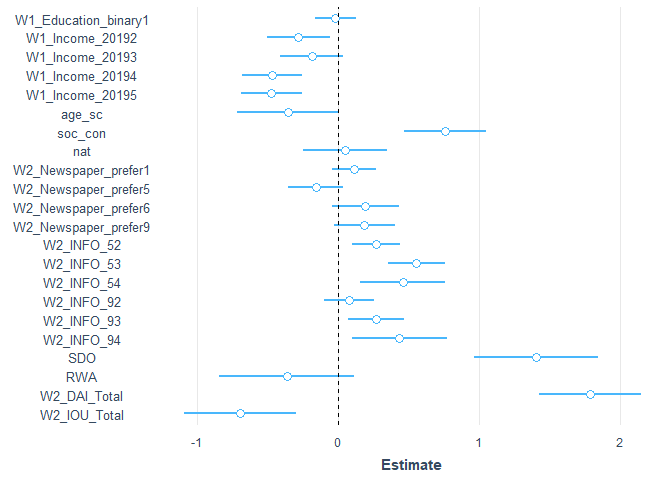 W1_Education_binary1
W1_Income_20192
W1_Income_20193
W1_Income_20194
W1_Income_20195
age_sc
soc_con
nat
W2_Newspaper_prefer1
W2_Newspaper_prefer5
W2_Newspaper_prefer6
W2_Newspaper_prefer9
W2_INFO_52
W2_INFO_53
W2_INFO_54
W2_INFO_92
W2_INFO_93
W2_INFO_94
SDO
RWA
W2_DAI_Total
W2_IOU_Total
-1 0 1 2
Estimate